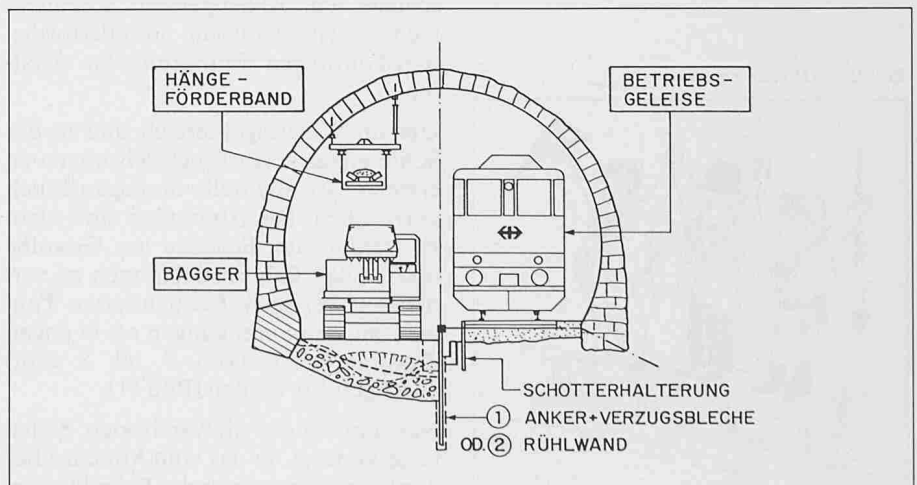 HÄNGE-
FÖRDERBAND
BETRIEBS-
GELEISE
BAGGER
SCHOTTERHALTERUNG
① ANKER+VERZUGSBLECHE
OD.② RÜHLWAND